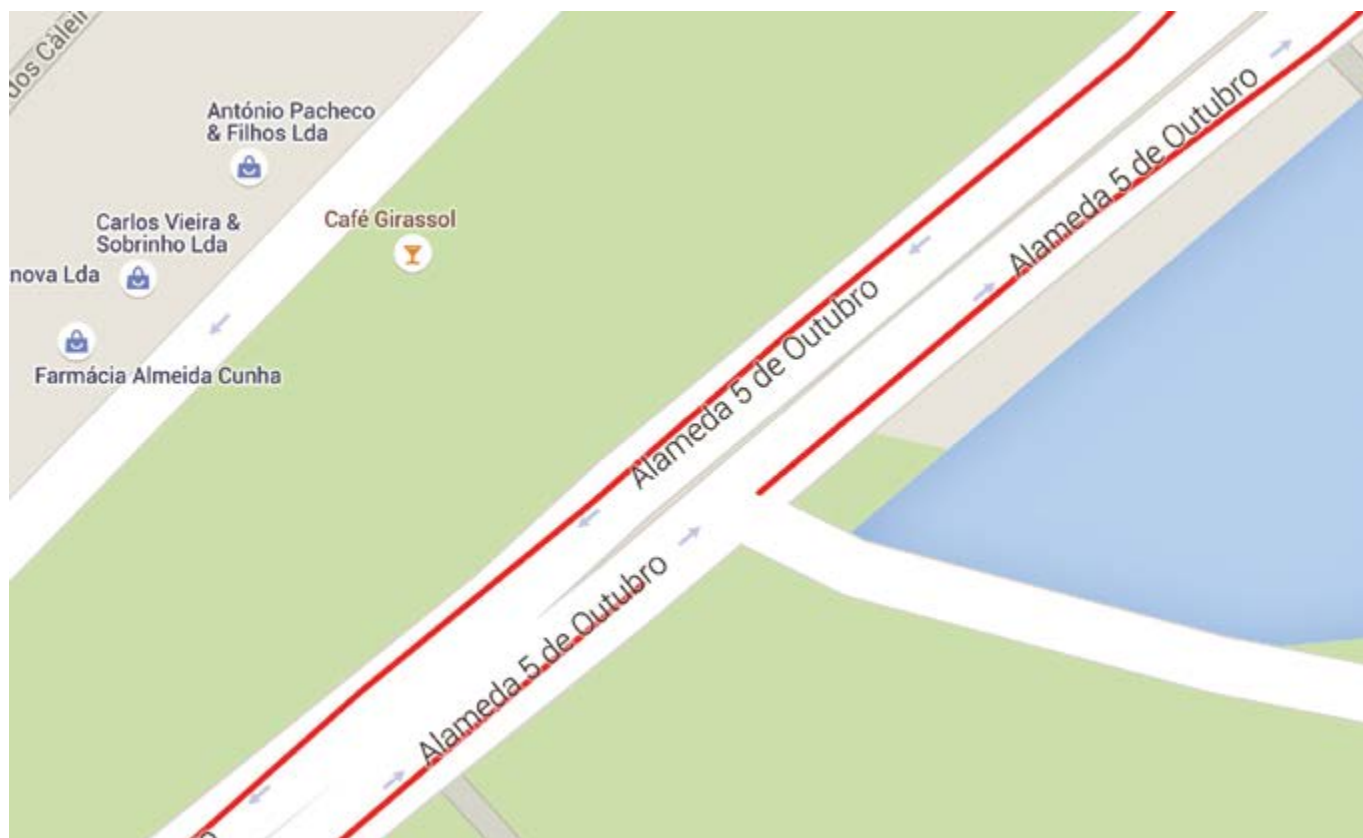 António Pacheco
& Filhos Lda
Carlos Vieira &
Sobrinho Lda
Café Girassol
nova Lda
Farmácia Almeida Cunha
Alameda 5 de Outubro
Alameda 5 de Outubro
Alameda 5 de Outubro